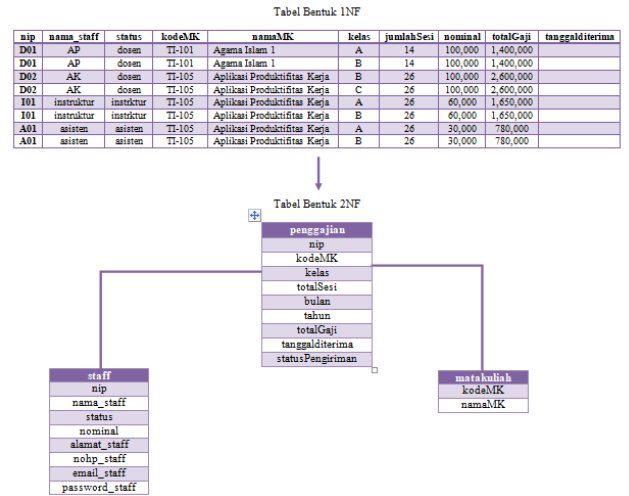 Tabel Bentuk 1NF
nip nama_staff status kodeMK namaMK kelas jumlahSesi nominal totalGaji tanggalditerima
D01 AP dosen TI-101 Agama Islam 1 A 14 100,000 1,400,000
D01 AP dosen TI-101 Agama Islam 1 B 14 100,000 1,400,000
D02 AK dosen TI-105 Aplikasi Produktifitas Kerja B 26 100,000 2,600,000
D02 AK dosen TI-105 Aplikasi Produktifitas Kerja C 26 100,000 2,600,000
I01 instruktur instrktur TI-105 Aplikasi Produktifitas Kerja A 26 60,000 1,650,000
I01 instruktur instrktur TI-105 Aplikasi Produktifitas Kerja B 26 60,000 1,650,000
A01 asisten asisten TI-105 Aplikasi Produktifitas Kerja A 26 30,000 780,000
A01 asisten asisten TI-105 Aplikasi Produktifitas Kerja B 26 30,000 780,000
Tabel Bentuk 2NF
penggajian
nip
kodeMK
kelas
totalSesi
bulan
tahun
totalGaji
tanggalditerima
statusPengiriman
staff
nip
nama_staff
status
nominal
alamat_staff
nohp_staff
email_staff
password_staff
matakuliah
kodeMK
namaMK